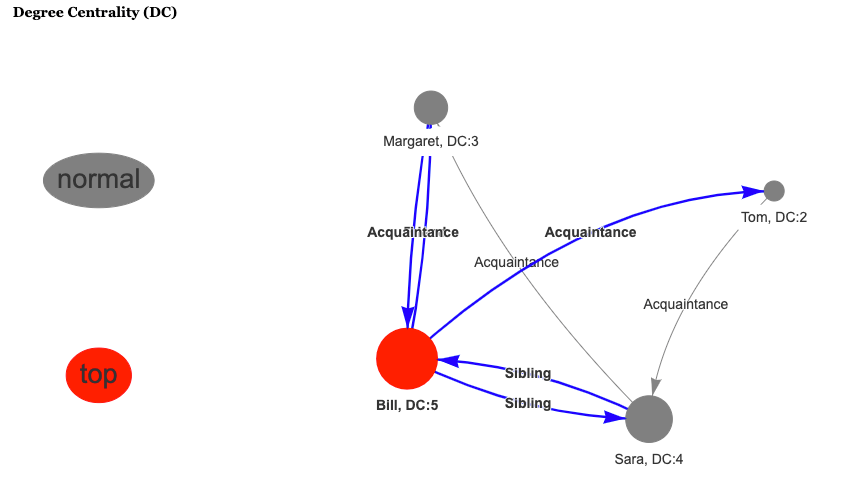 Degree Centrality (DC)
normal
top
Margaret, DC:3
Tom, DC:2
Acquaintance
Acquaintance
Acquaintance
Acquaintance
Sibling
Sibling
Bill, DC:5
Sara, DC:4